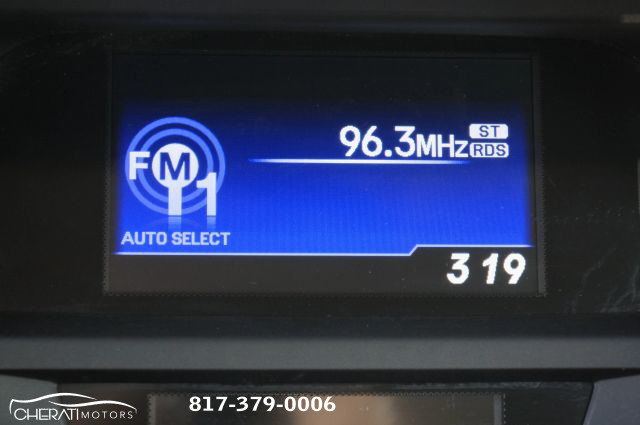 96.3MHz ST
RDS
FM1
AUTO SELECT
3 19
CHERATI MOTORS
817-379-0006